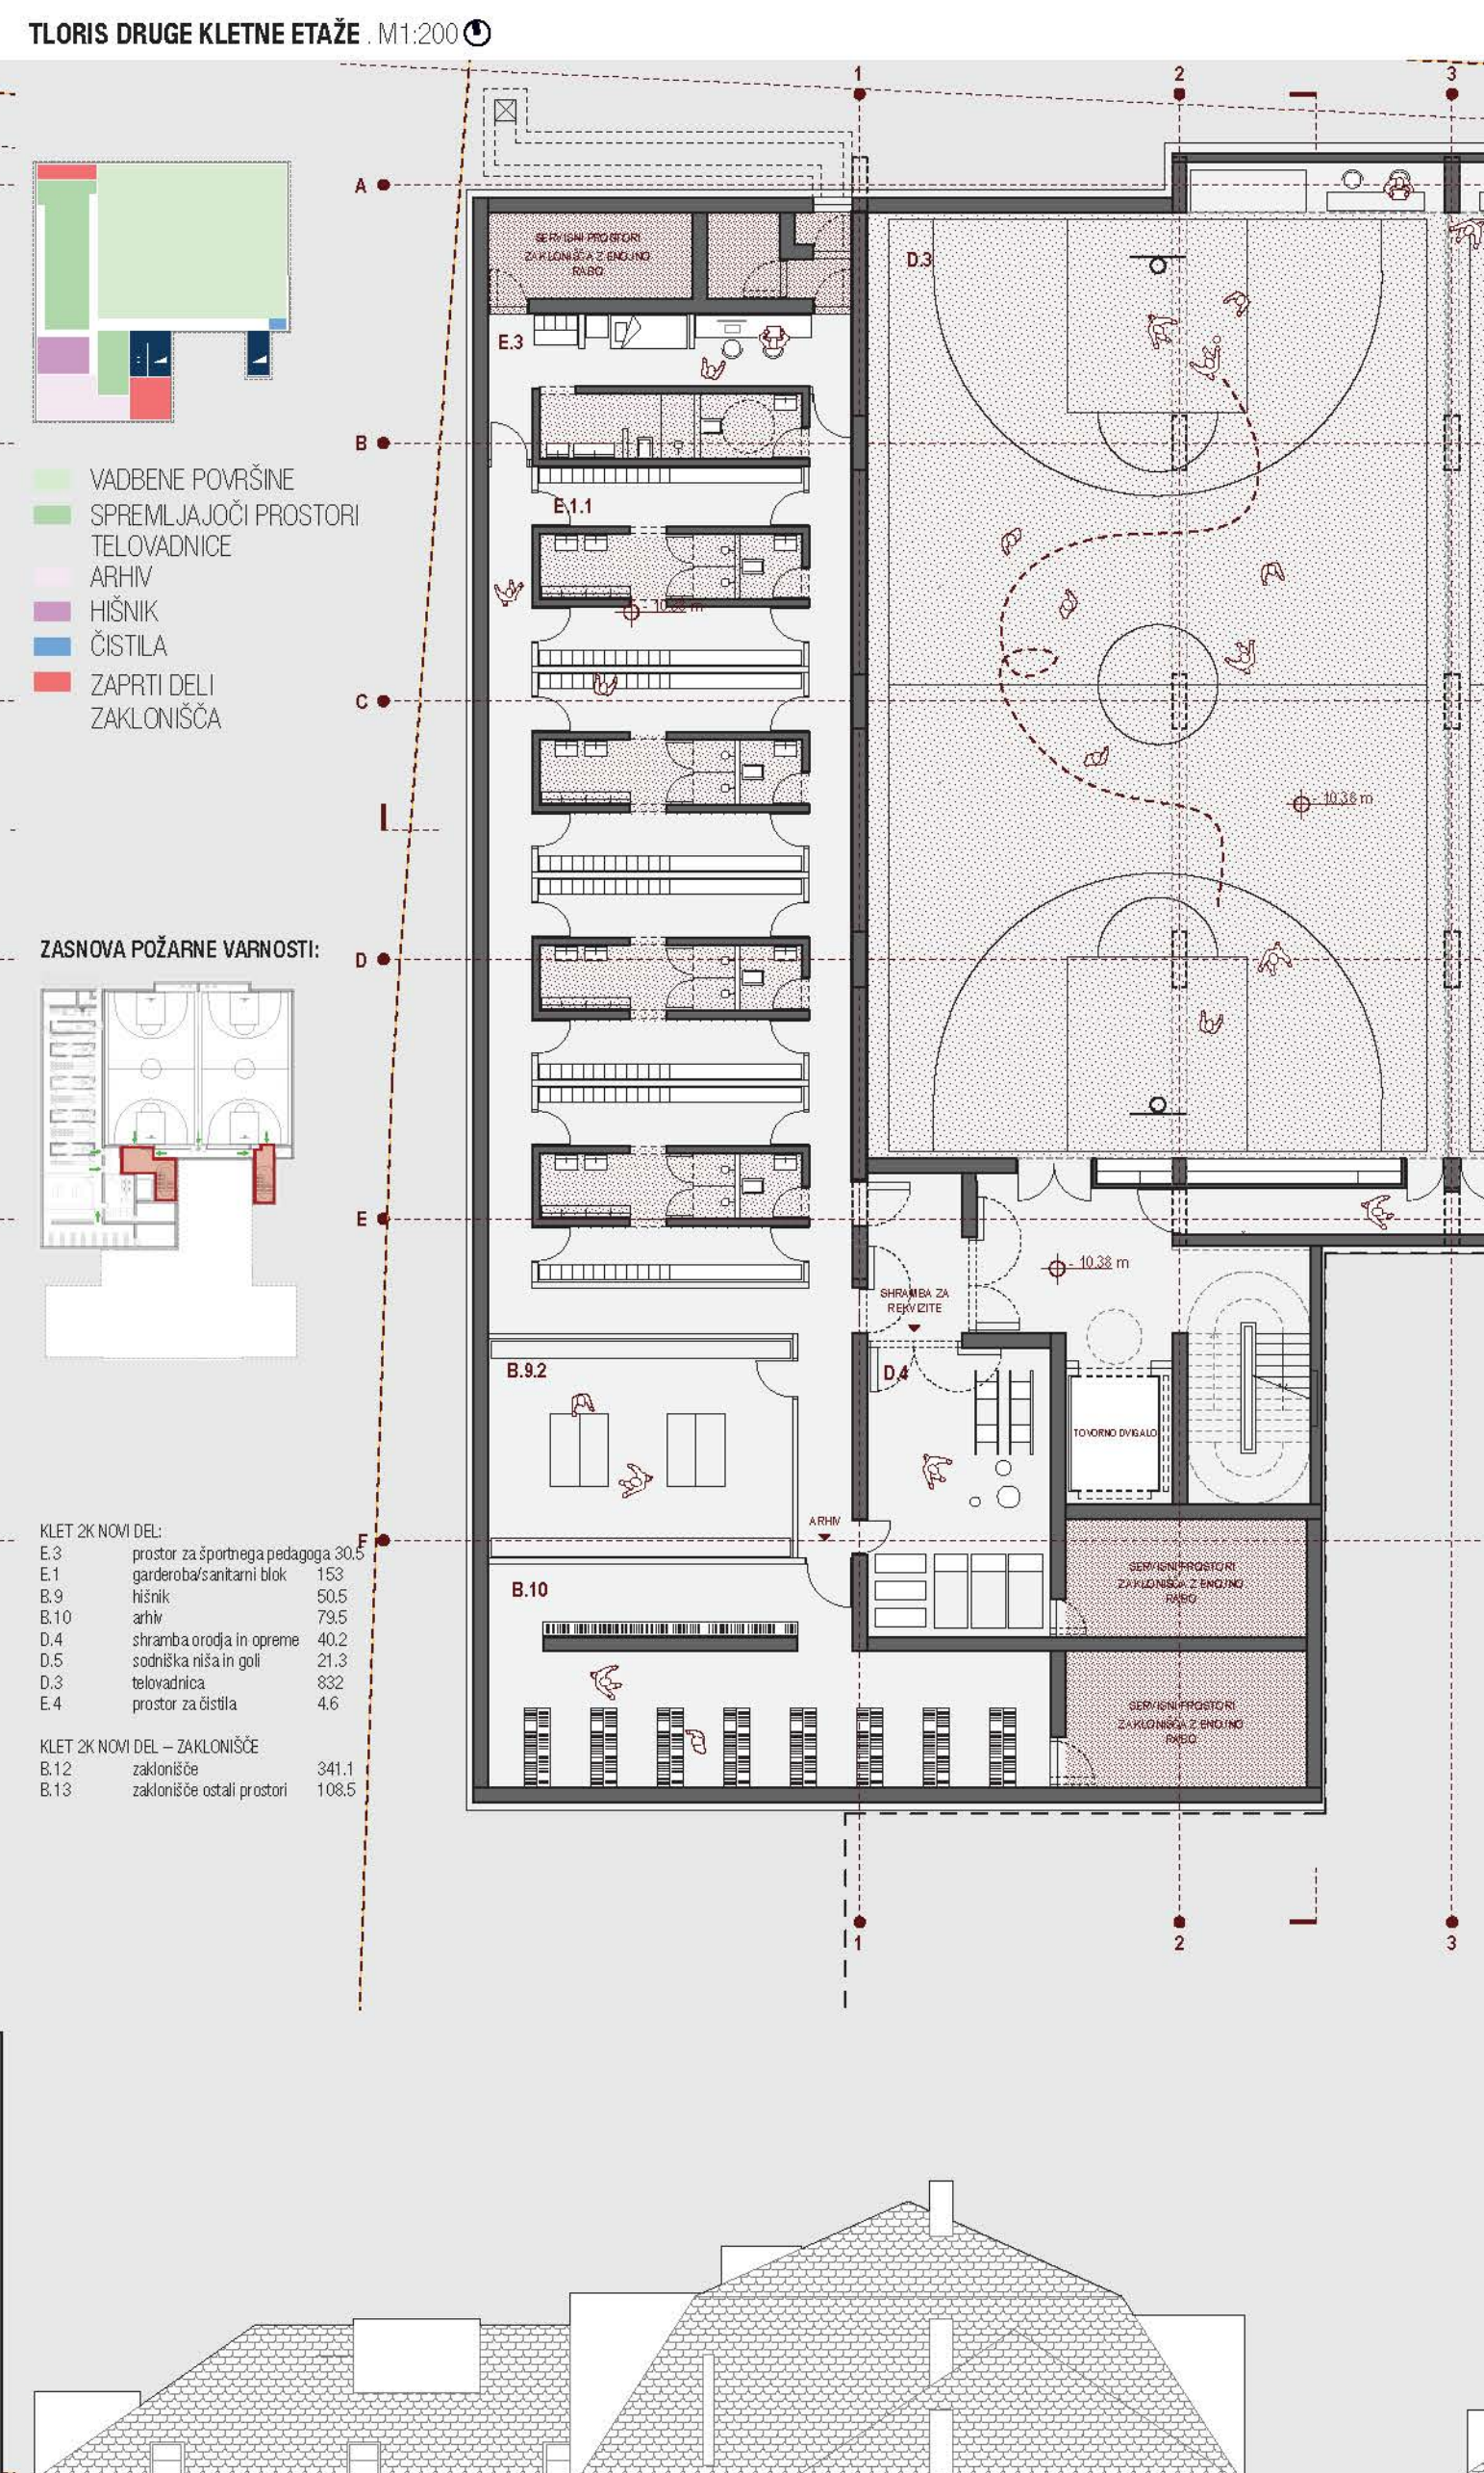 TLORIS DRUGE KLETNE ETAŽE . M1:200
1
2
3
A
SERVISNI PROSTORI
ZAKLONIŠČA Z ENOJNO
RABO
D.3
E.3
B
VADBENE POVRŠINE
SPREMLJAJOČI PROSTORI
TELOVADNICE
ARHIV
HIŠNIK
ČISTILA
ZAPRTI DELI
ZAKLONIŠČA
E.1.1
- 10.38 m
C
- 10.38 m
ZASNOVA POŽARNE VARNOSTI:
D
E
- 10.38 m
SHRAMBA ZA
REKVIZITE
B.9.2
D.4
TOVORNO DVIGALO
ARHIV
F
KLET 2K NOVI DEL:
E.3 prostor za športnega pedagoga 30.5
E.1 garderoba/sanitarni blok 153
B.9 hišnik 50.5
B.10 arhiv 79.5
D.4 shramba orodja in opreme 40.2
D.5 sodniška niša in goli 21.3
D.3 telovadnica 832
E.4 prostor za čistila 4.6
KLET 2K NOVI DEL – ZAKLONIŠČE
B.12 zaklonišče 341.1
B.13 zaklonišče ostali prostori 108.5
B.10
SERVISNI PROSTORI
ZAKLONIŠČA Z ENOJNO
RABO
SERVISNI PROSTORI
ZAKLONIŠČA Z ENOJNO
RABO
1
2
3